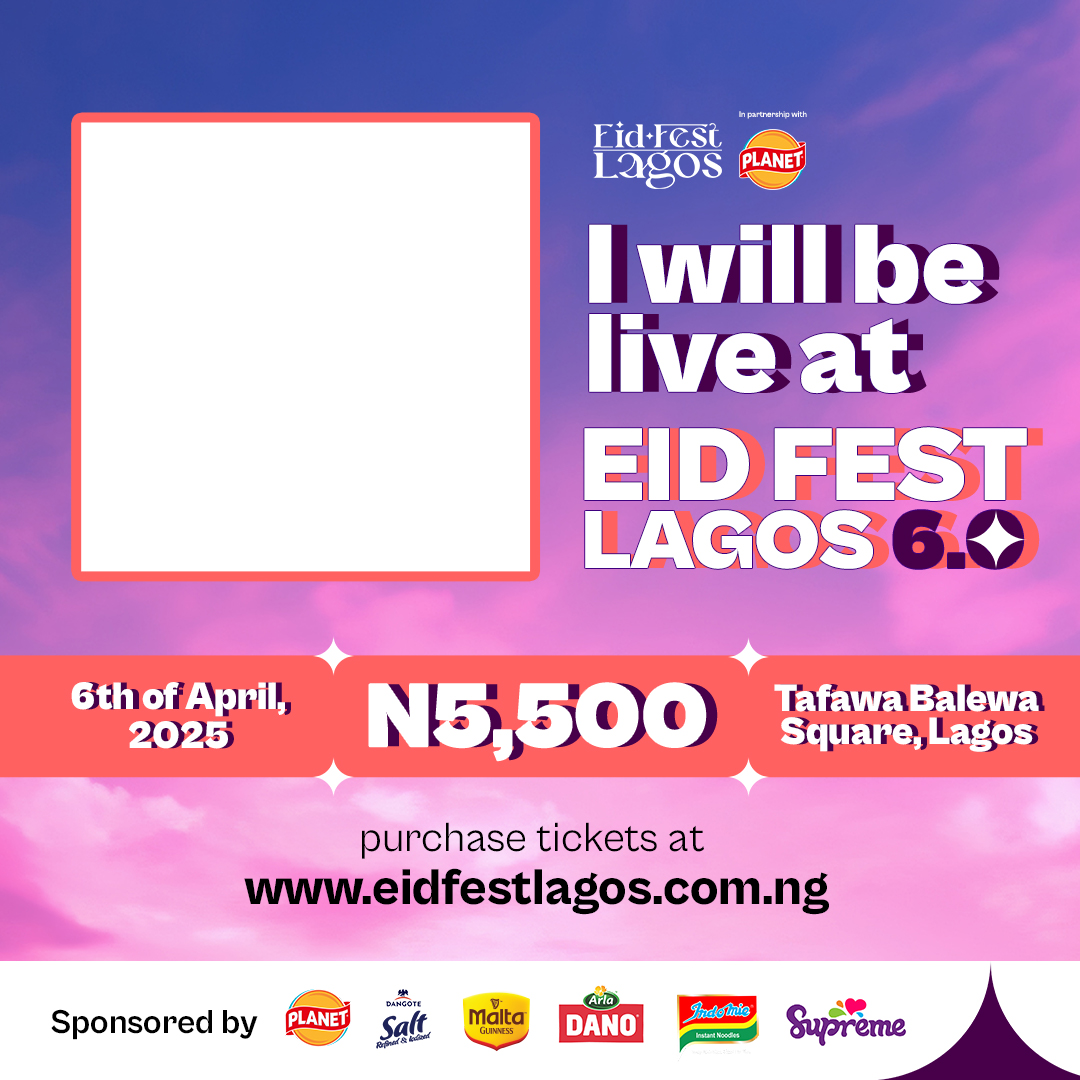 In partnership with
Eid Fest
Lagos
PLANET
I will be
live at
EID FEST
LAGOS 6.0
6th of April,
2025
N5,500
Tafawa Balewa
Square, Lagos
purchase tickets at
www.eidfestlagos.com.ng
Sponsored by
PLANET
DANGOTE
Salt
Refined & Iodized
Malta
GUINNESS
Arla
DANO
Indomie
Instant Noodles
Supreme